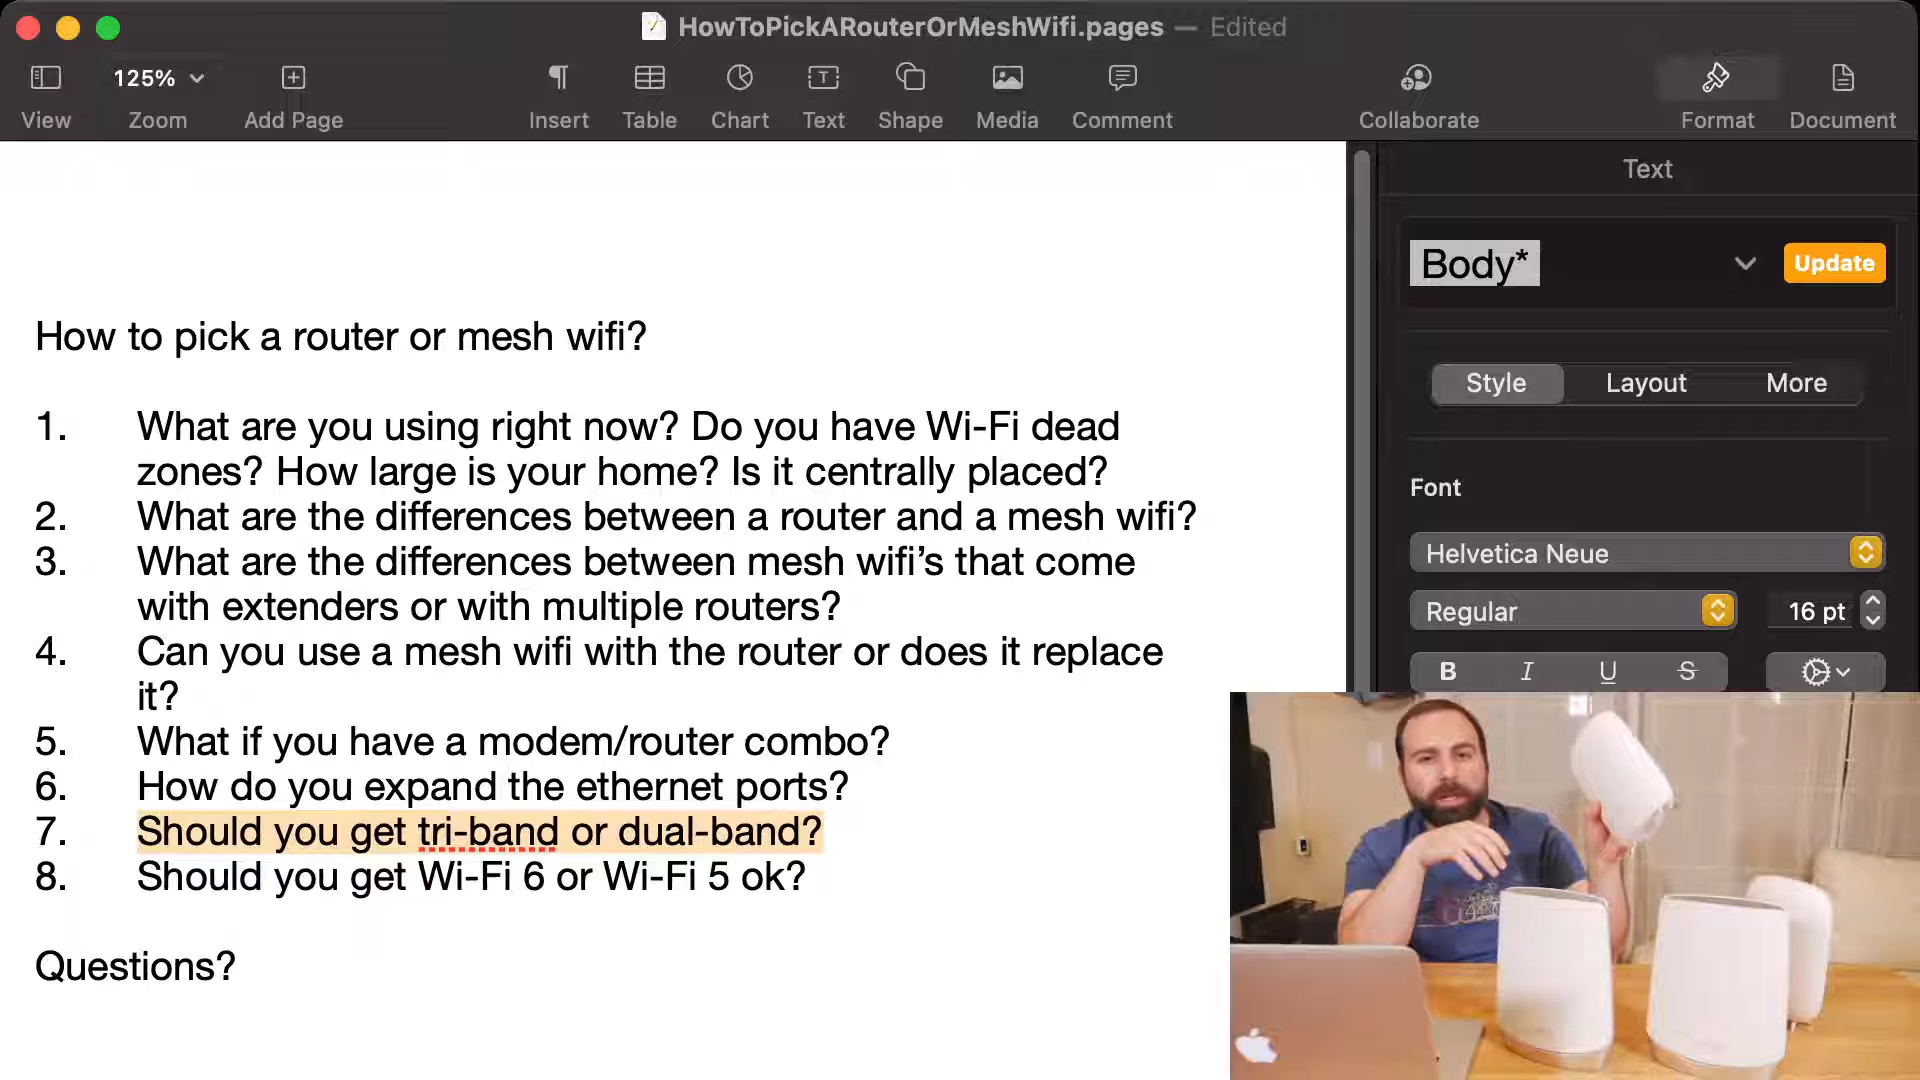 HowToPickARouterOrMeshWifi.pages — Edited
125%
View
Zoom
Add Page
Insert
Table
Chart
Text
Shape
Media
Comment
Collaborate
Format
Document
Text
Body*
Update
Style
Layout
More
Font
Helvetica Neue
Regular
16 pt
B I U S
How to pick a router or mesh wifi?
1. What are you using right now? Do you have Wi-Fi dead
zones? How large is your home? Is it centrally placed?
2. What are the differences between a router and a mesh wifi?
3. What are the differences between mesh wifi’s that come
with extenders or with multiple routers?
4. Can you use a mesh wifi with the router or does it replace
it?
5. What if you have a modem/router combo?
6. How do you expand the ethernet ports?
7. Should you get tri-band or dual-band?
8. Should you get Wi-Fi 6 or Wi-Fi 5 ok?
Questions?